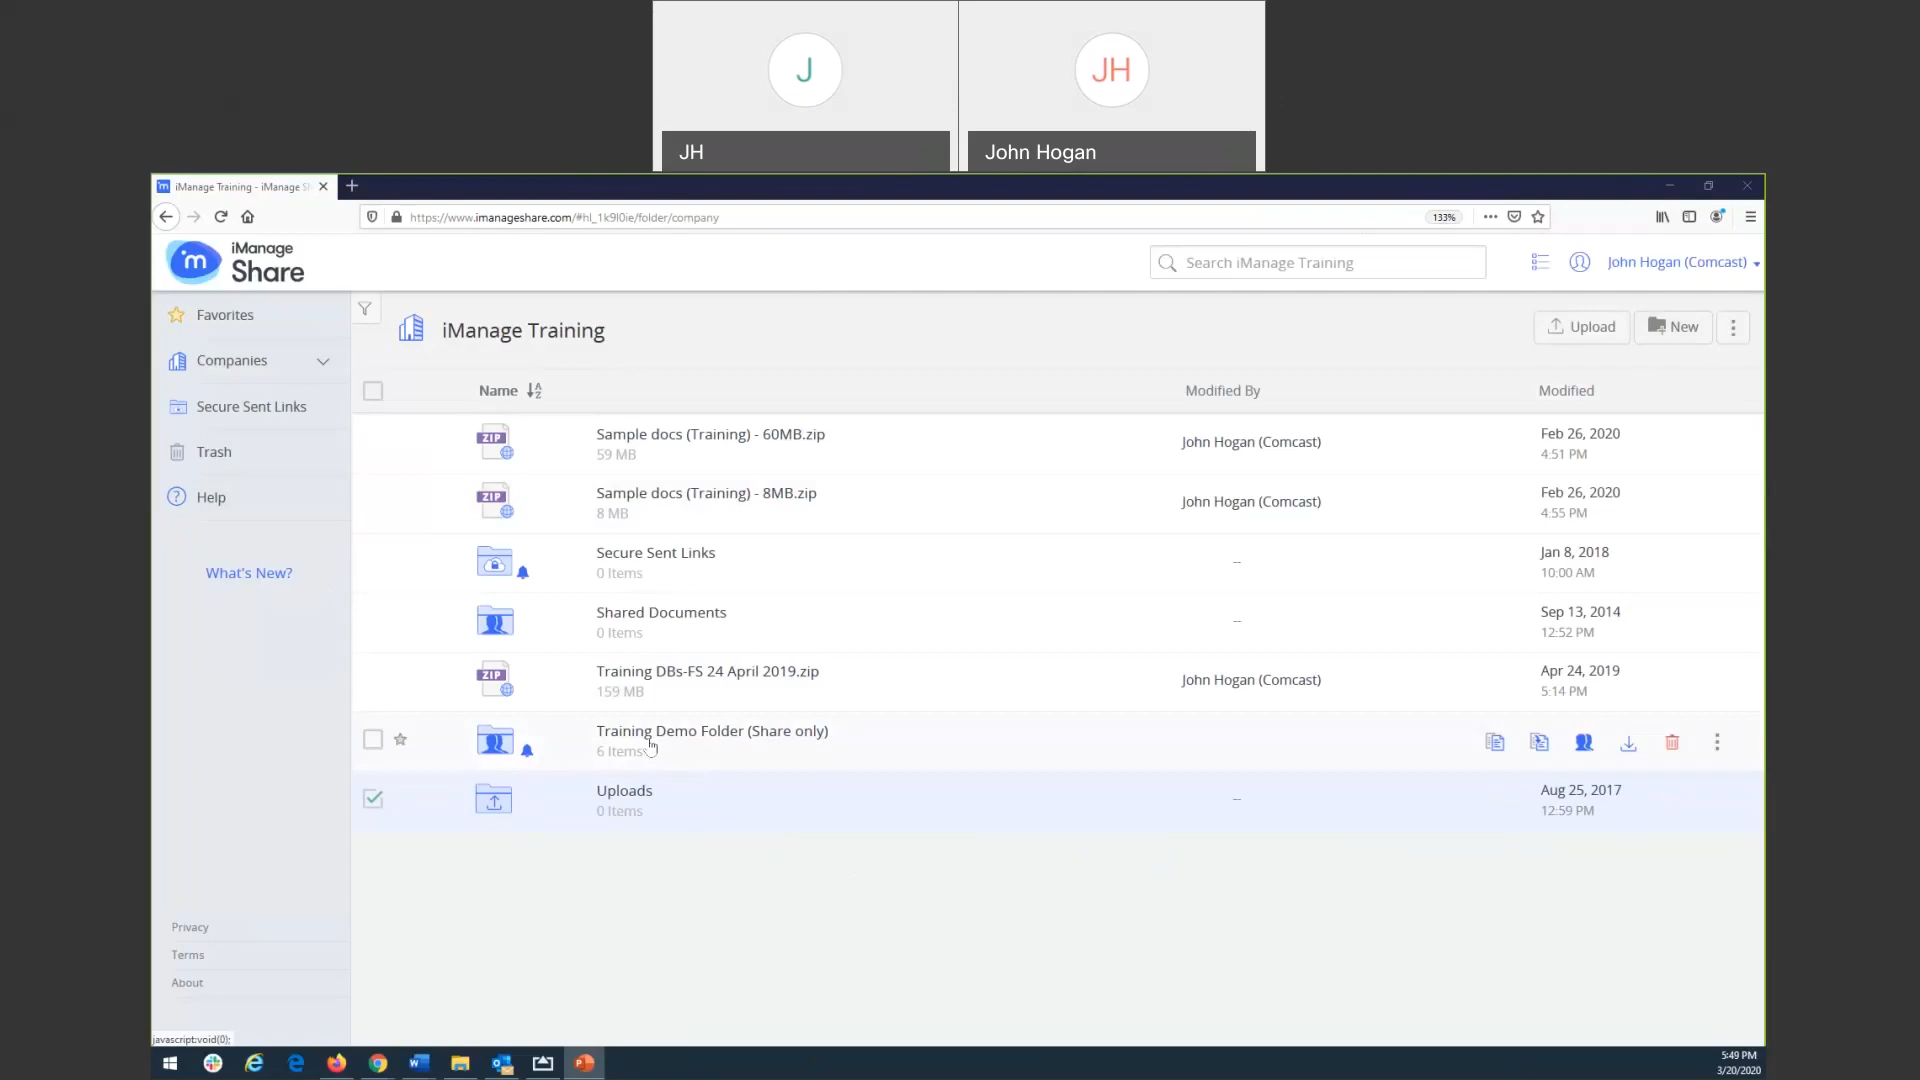 J
JH
JH
John Hogan
iManage Training - iManage Sh
https://www.imanageshare.com/#hl_1k9l0ie/folder/company
133%
m
iManage
Share
Search iManage Training
John Hogan (Comcast)
Favorites
Companies
Secure Sent Links
Trash
Help
What's New?
Privacy
Terms
About
iManage Training
Upload
New
Name
Modified By
Modified
ZIP
Sample docs (Training) - 60MB.zip
59 MB
John Hogan (Comcast)
Feb 26, 2020
4:51 PM
ZIP
Sample docs (Training) - 8MB.zip
8 MB
John Hogan (Comcast)
Feb 26, 2020
4:55 PM
Secure Sent Links
0 Items
--
Jan 8, 2018
10:00 AM
Shared Documents
0 Items
--
Sep 13, 2014
12:52 PM
ZIP
Training DBs-FS 24 April 2019.zip
159 MB
John Hogan (Comcast)
Apr 24, 2019
5:14 PM
Training Demo Folder (Share only)
6 Items
Uploads
0 Items
--
Aug 25, 2017
12:59 PM
javascript:void(0);
5:49 PM
3/20/2020